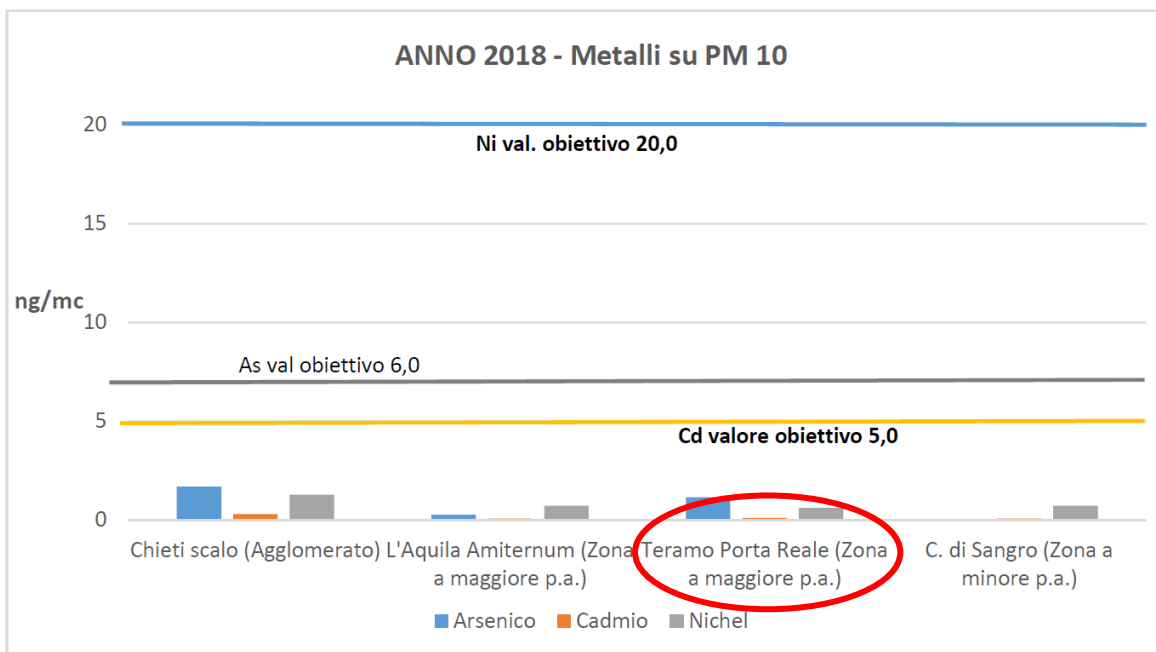 ANNO 2018 - Metalli su PM 10
20
Ni val. obiettivo 20,0
15
ng/mc
10
As val obiettivo 6,0
5
Cd valore obiettivo 5,0
0
Chieti scalo (Agglomerato)
L'Aquila Amiternum (Zona
a maggiore p.a.)
Teramo Porta Reale (Zona
a maggiore p.a.)
C. di Sangro (Zona a
minore p.a.)
Arsenico Cadmio Nichel